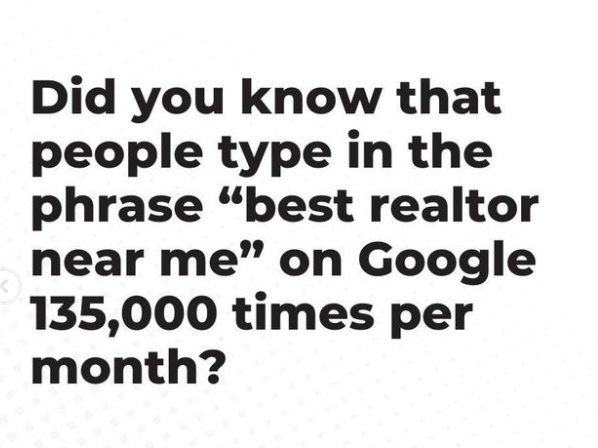 Did you know that
people type in the
phrase “best realtor
near me” on Google
135,000 times per
month?